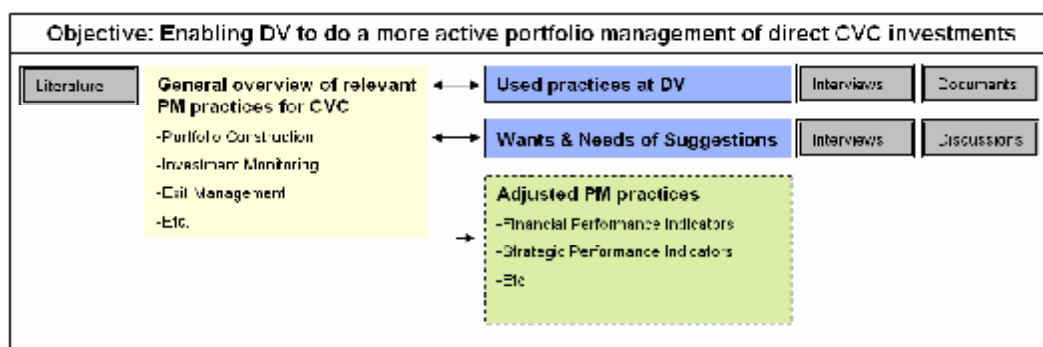 Objective: Enabling DV to do a more active portfolio management of direct CVC investments
Literature
General overview of relevant
PM practices for CVC
-Portfolio Construction
-Investment Monitoring
-Exit Management
-Etc.
Used practices at DV
Interviews
Documents
Wants & Needs of Suggestions
Interviews
Discussions
Adjusted PM practices
-Financial Performance Indicators
-Strategic Performance Indicators
-Etc